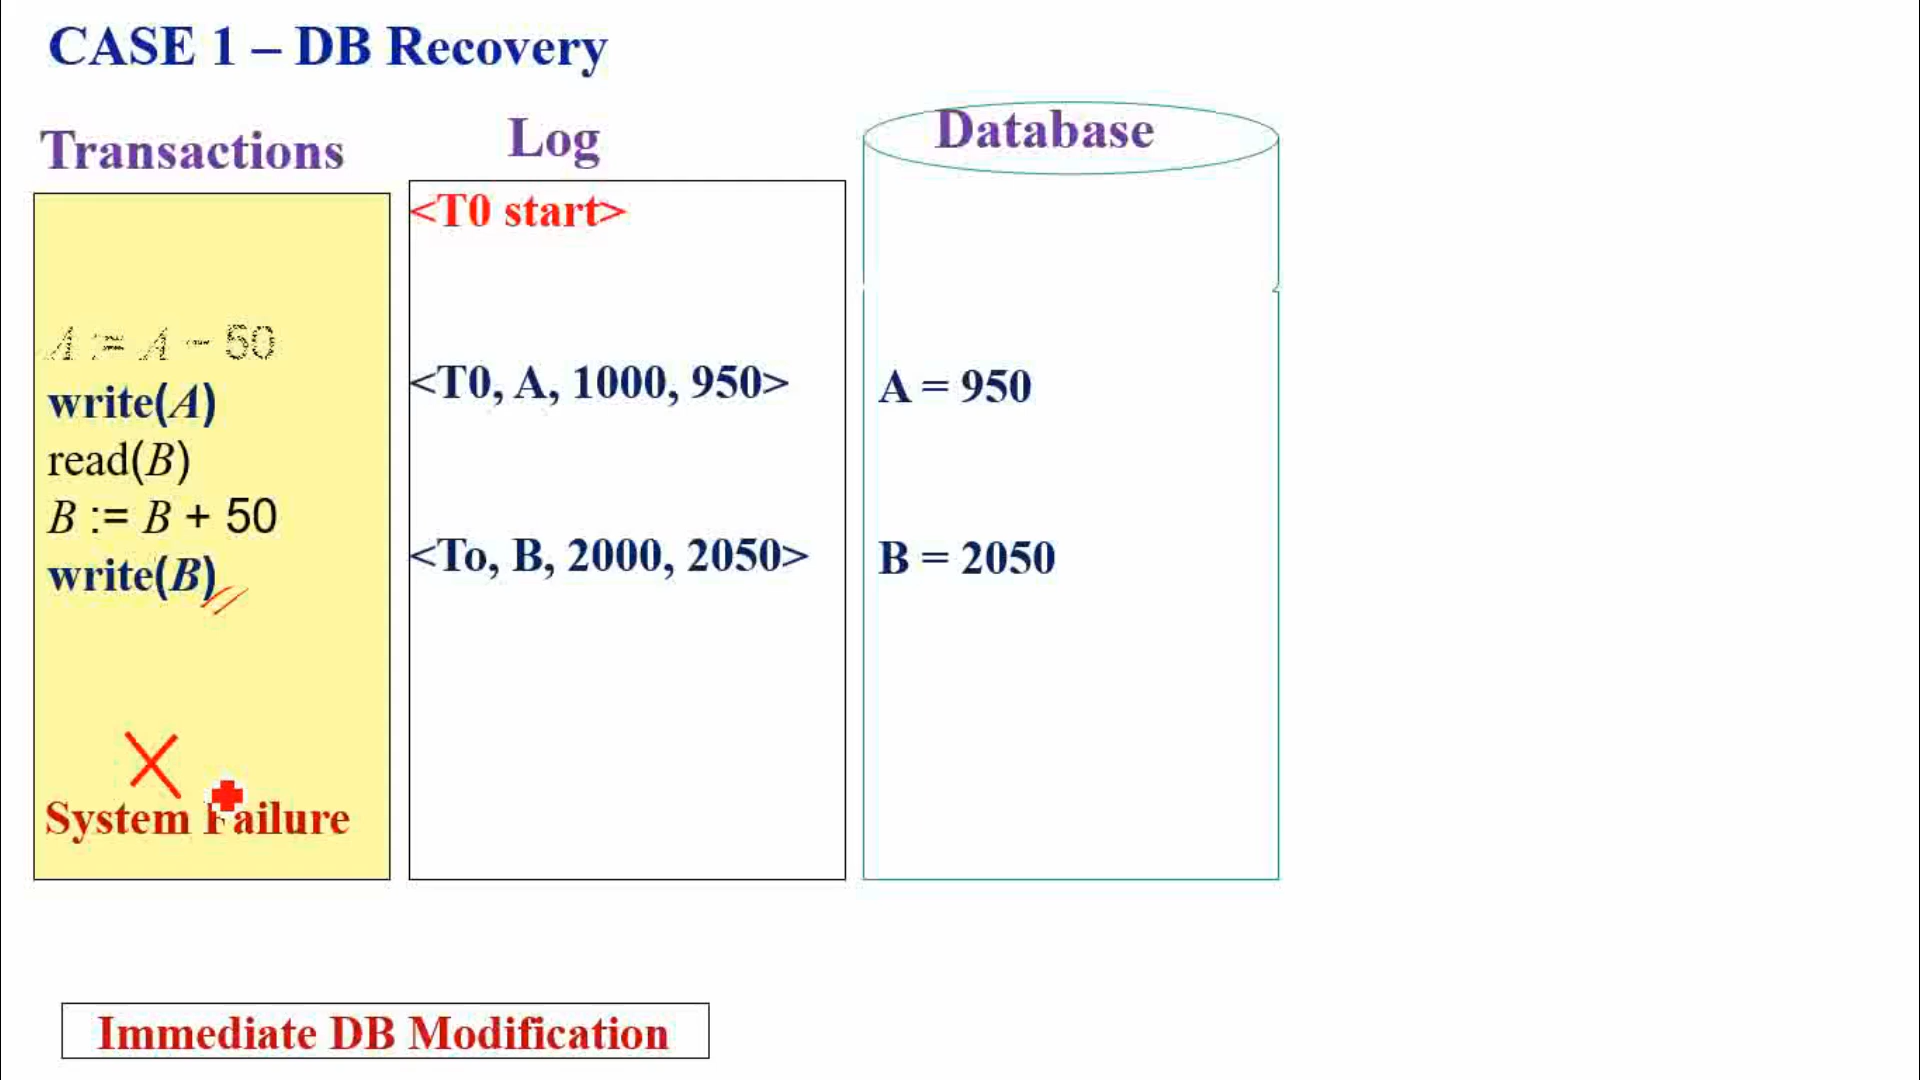 CASE 1 – DB Recovery
Transactions
Log
Database
<T0 start>
A := A − 50
write(A)
<T0, A, 1000, 950>
A = 950
read(B)
B := B + 50
write(B)
<To, B, 2000, 2050>
B = 2050
System Failure
Immediate DB Modification